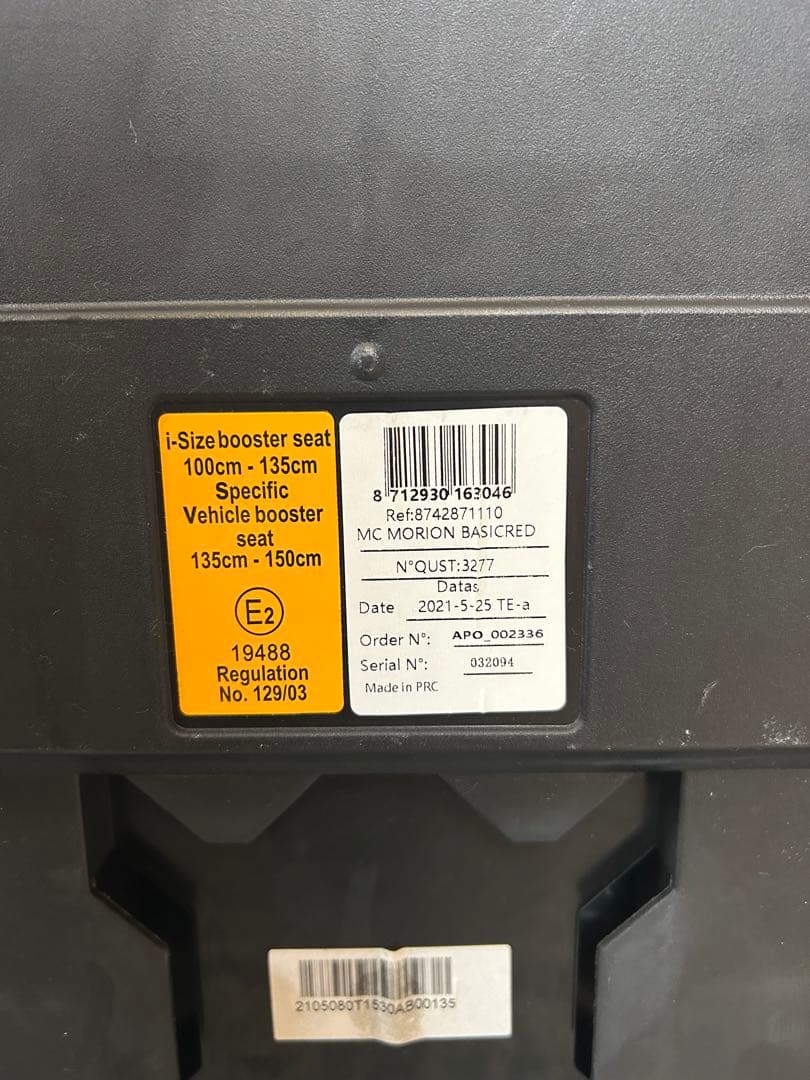 i-Size booster seat
100cm - 135cm
Specific
Vehicle booster
seat
135cm - 150cm
E2
19488
Regulation
No. 129/03
8 712930 163046
Ref:8742871110
MC MORION BASICRED
N°QUST:3277
Datas
Date 2021-5-25 TE-a
Order N°: APO_002336
Serial N°: 032094
Made in PRC
2105080T1530AB00135